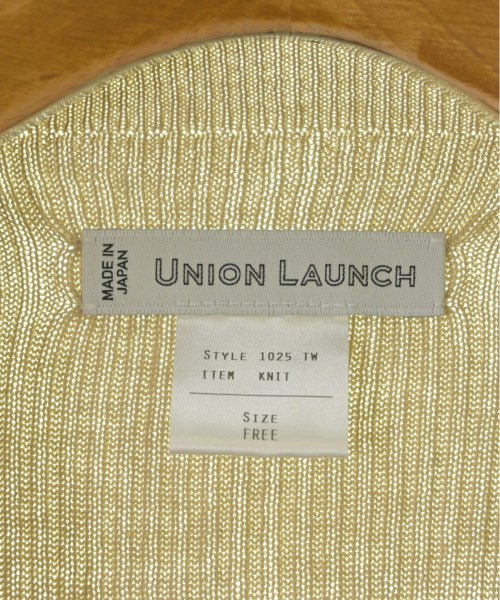 MADE IN
JAPAN
UNION LAUNCH
STYLE 1025 TW
ITEM KNIT
SIZE
FREE